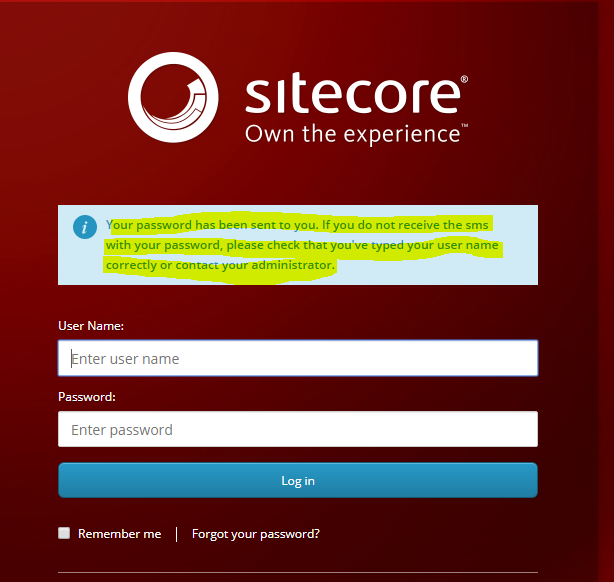 sitecore®
Own the experience™
i
Your password has been sent to you. If you do not receive the sms
with your password, please check that you've typed your user name
correctly or contact your administrator.
User Name:
Enter user name
Password:
Enter password
Log in
Remember me | Forgot your password?